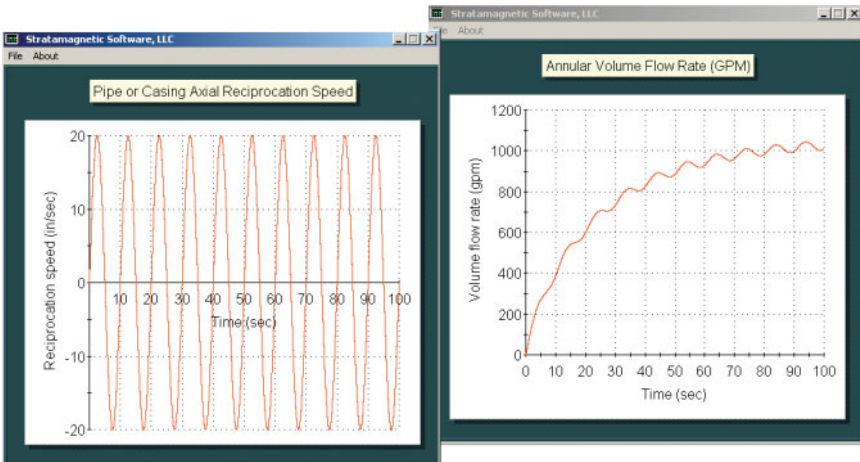 Stratamagnetic Software, LLC
File About
Pipe or Casing Axial Reciprocation Speed
20
10
0
-10
-20
10 20 30 40 50 60 70 80 90 100
Time (sec)
Reciprocation speed (in/sec)
Stratamagnetic Software, LLC
File About
Annular Volume Flow Rate (GPM)
1200
1000
800
600
400
200
0
0 10 20 30 40 50 60 70 80 90 100
Time (sec)
Volume flow rate (gpm)